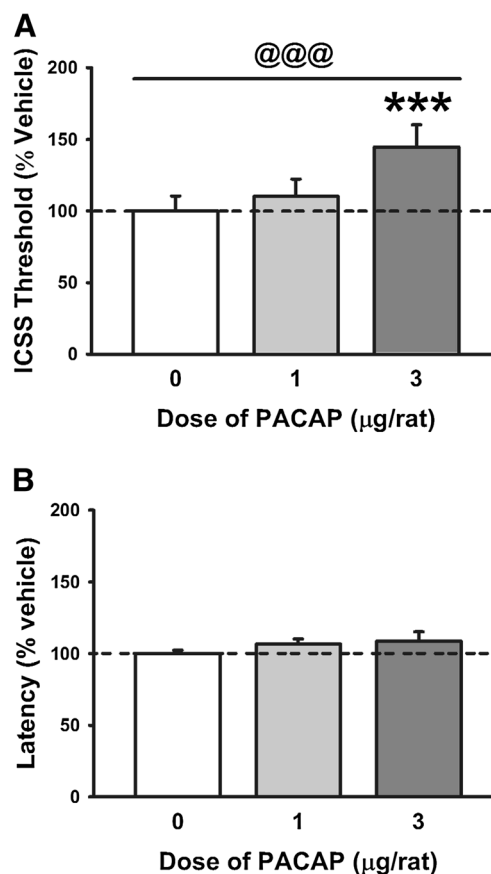 A
@@@
***
ICSS Threshold (% Vehicle)
200
150
100
50
0
0 1 3
Dose of PACAP (μg/rat)
B
Latency (% vehicle)
200
150
100
50
0
0 1 3
Dose of PACAP (μg/rat)